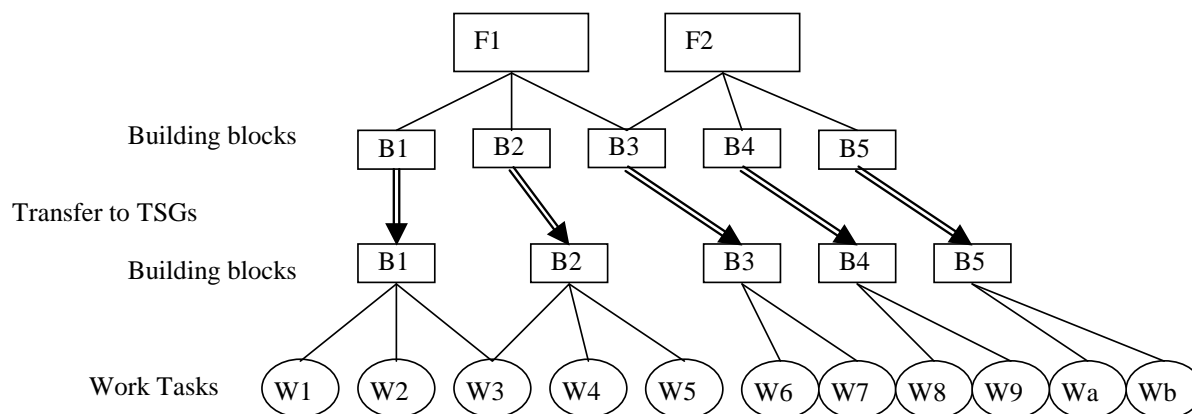 F1 F2
Building blocks B1 B2 B3 B4 B5
Transfer to TSGs
Building blocks B1 B2 B3 B4 B5
Work Tasks W1 W2 W3 W4 W5 W6 W7 W8 W9 Wa Wb